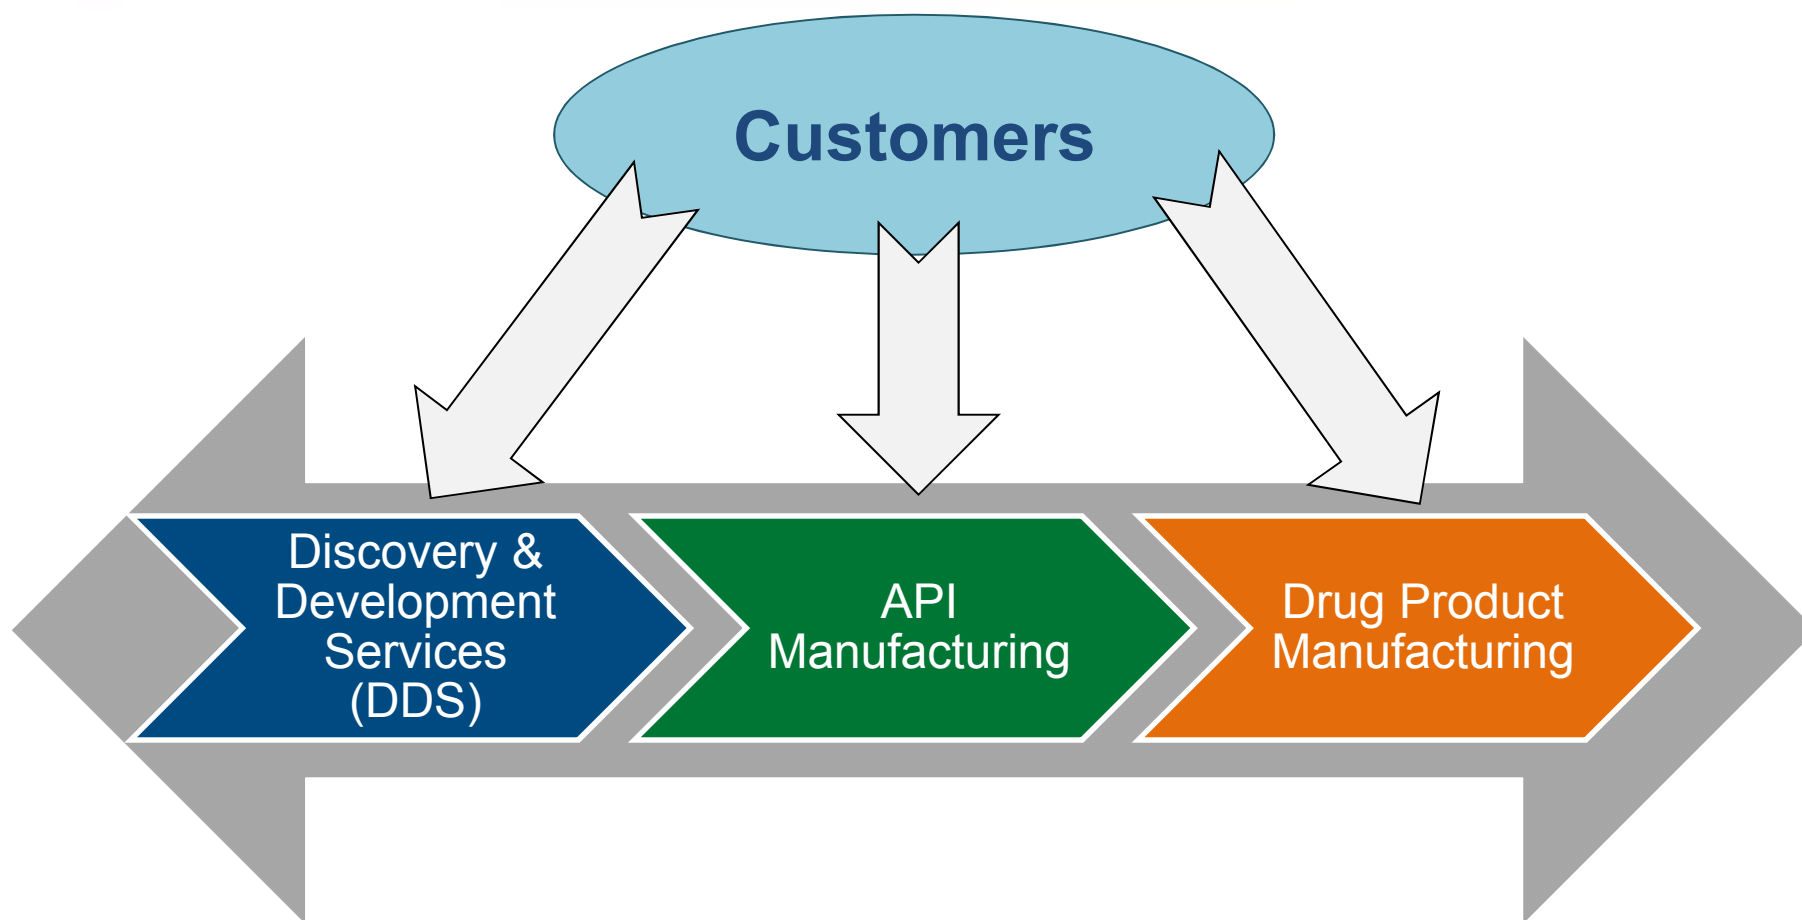 Customers
Discovery &
Development
Services
(DDS)
API
Manufacturing
Drug Product
Manufacturing